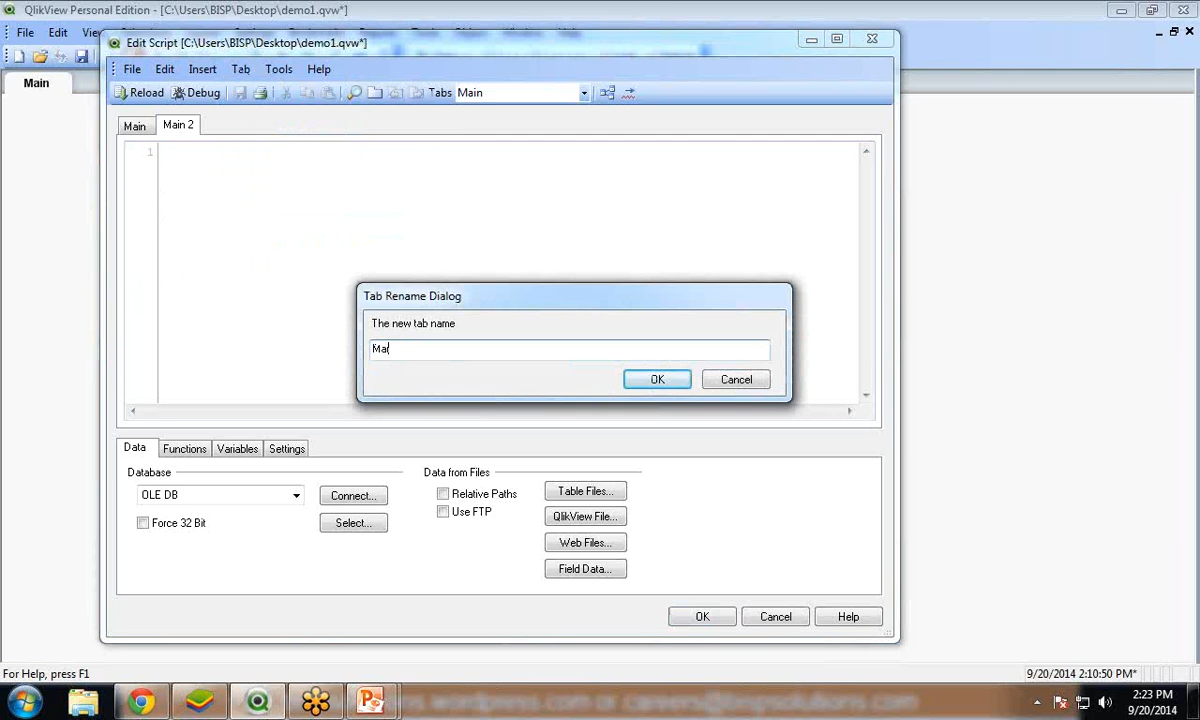 QlikView Personal Edition - [C:\Users\BISP\Desktop\demo1.qvw*]
File Edit
Edit Script [C:\Users\BISP\Desktop\demo1.qvw*]
File Edit Insert Tab Tools Help
Reload Debug Tabs Main
Main
Main Main 2
1
Tab Rename Dialog
The new tab name
Ma(
OK Cancel
Data Functions Variables Settings
Database
OLE DB
Connect...
Force 32 Bit
Select...
Data from Files
Relative Paths
Use FTP
Table Files...
QlikView File...
Web Files...
Field Data...
OK Cancel Help
For Help, press F1
9/20/2014 2:10:50 PM*
2:23 PM
9/20/2014